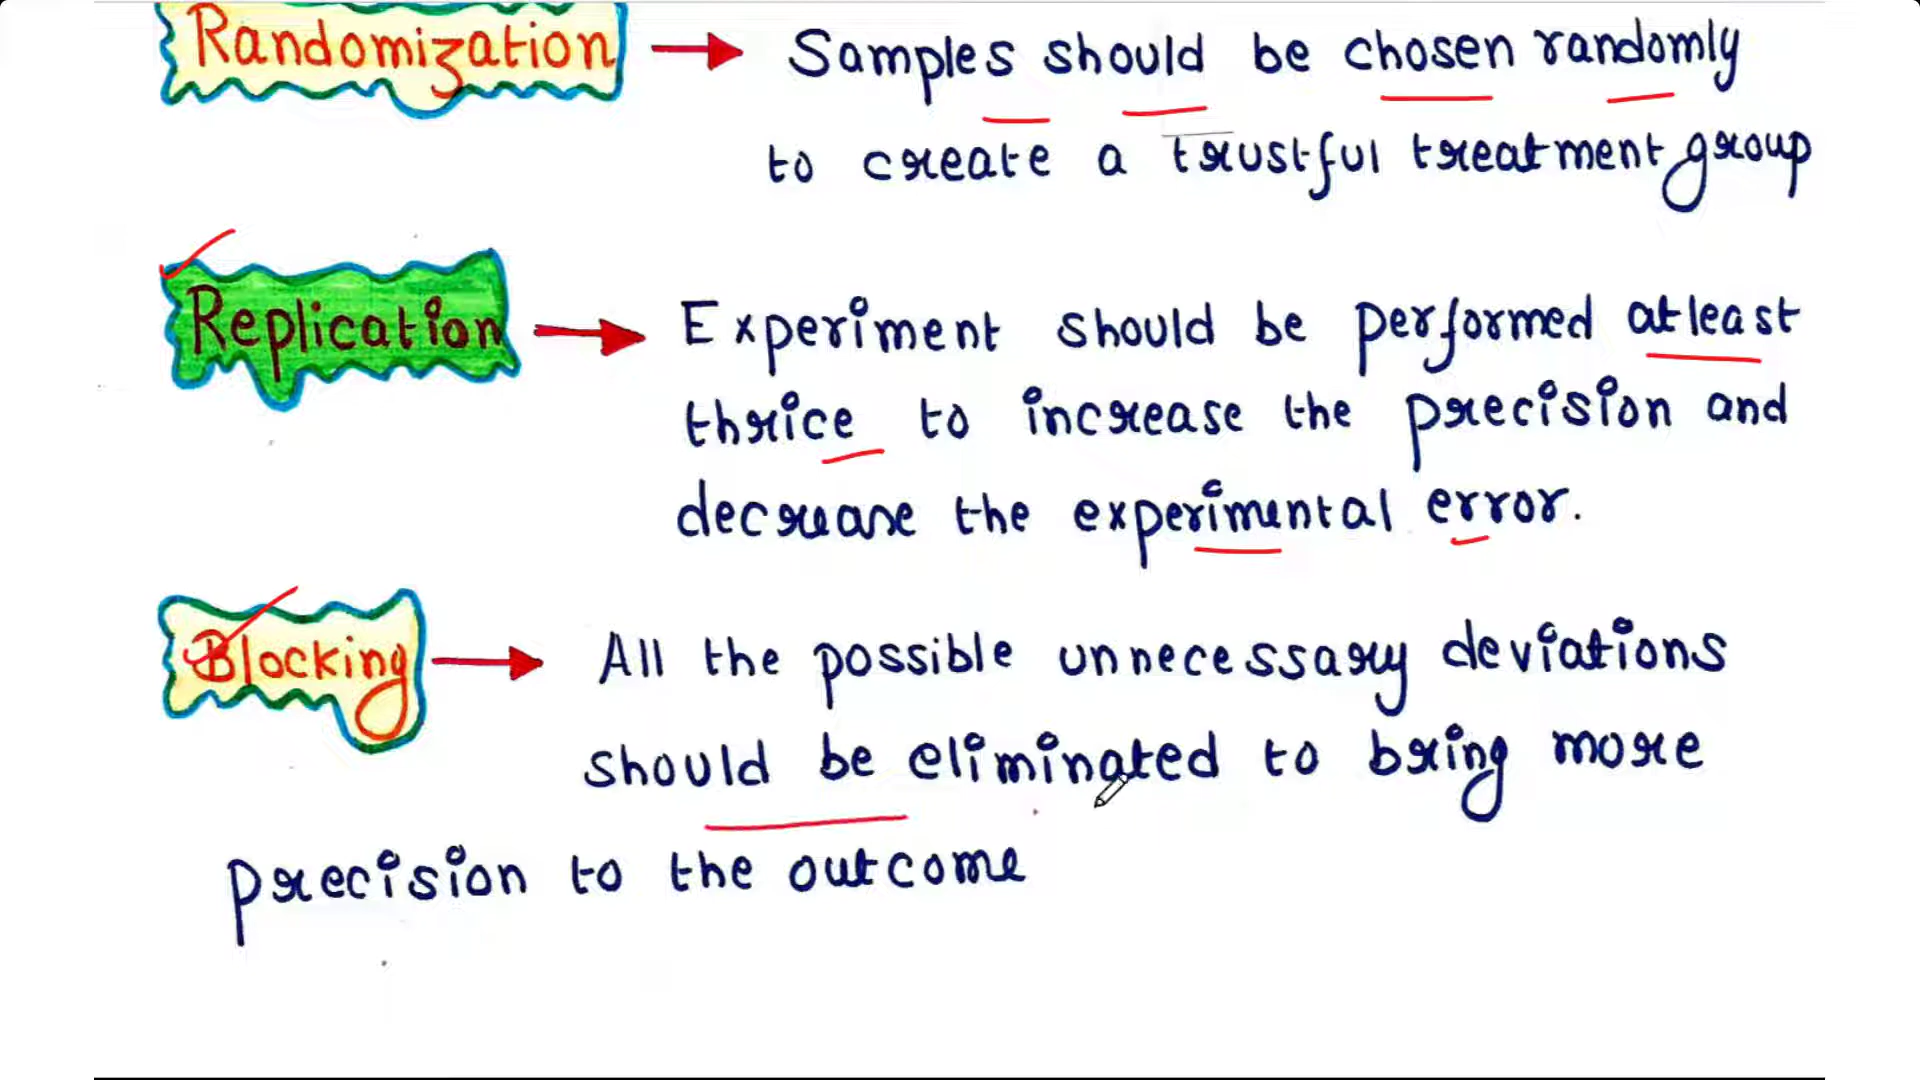 Randomization → Samples should be chosen randomly
to create a trustful treatment group
Replication → Experiment should be performed atleast
thrice to increase the precision and
decrease the experimental error.
Blocking → All the possible unnecessary deviations
should be eliminated to bring more
precision to the outcome